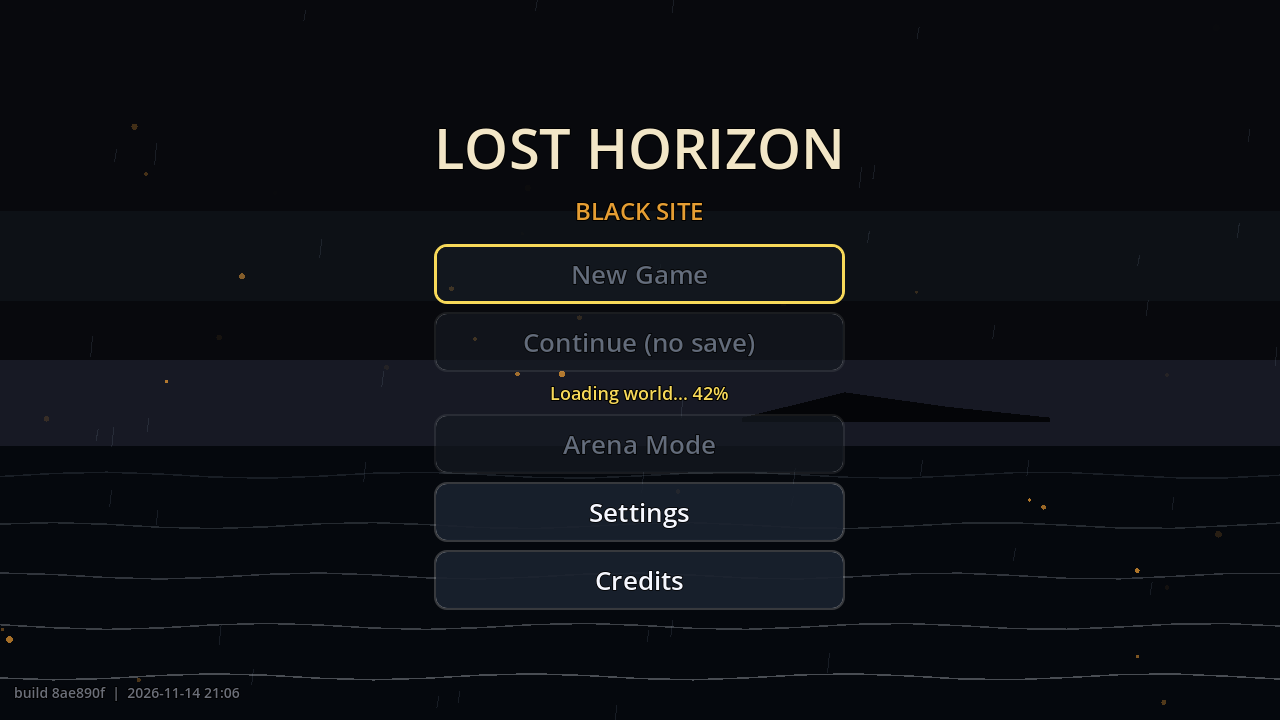 LOST HORIZON
BLACK SITE
New Game
Continue (no save)
Loading world... 42%
Arena Mode
Settings
Credits
build 8ae890f | 2026-11-14 21:06